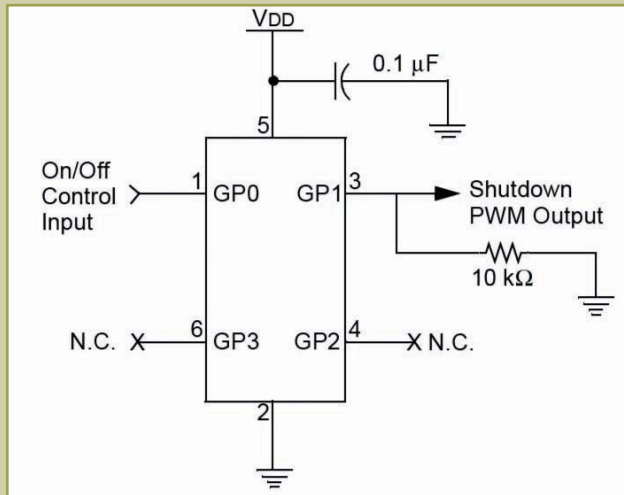 VDD
0.1 µF
5
On/Off
Control
Input
1
GP0
GP1
3
Shutdown
PWM Output
10 kΩ
N.C.
6
GP3
GP2
4
N.C.
2